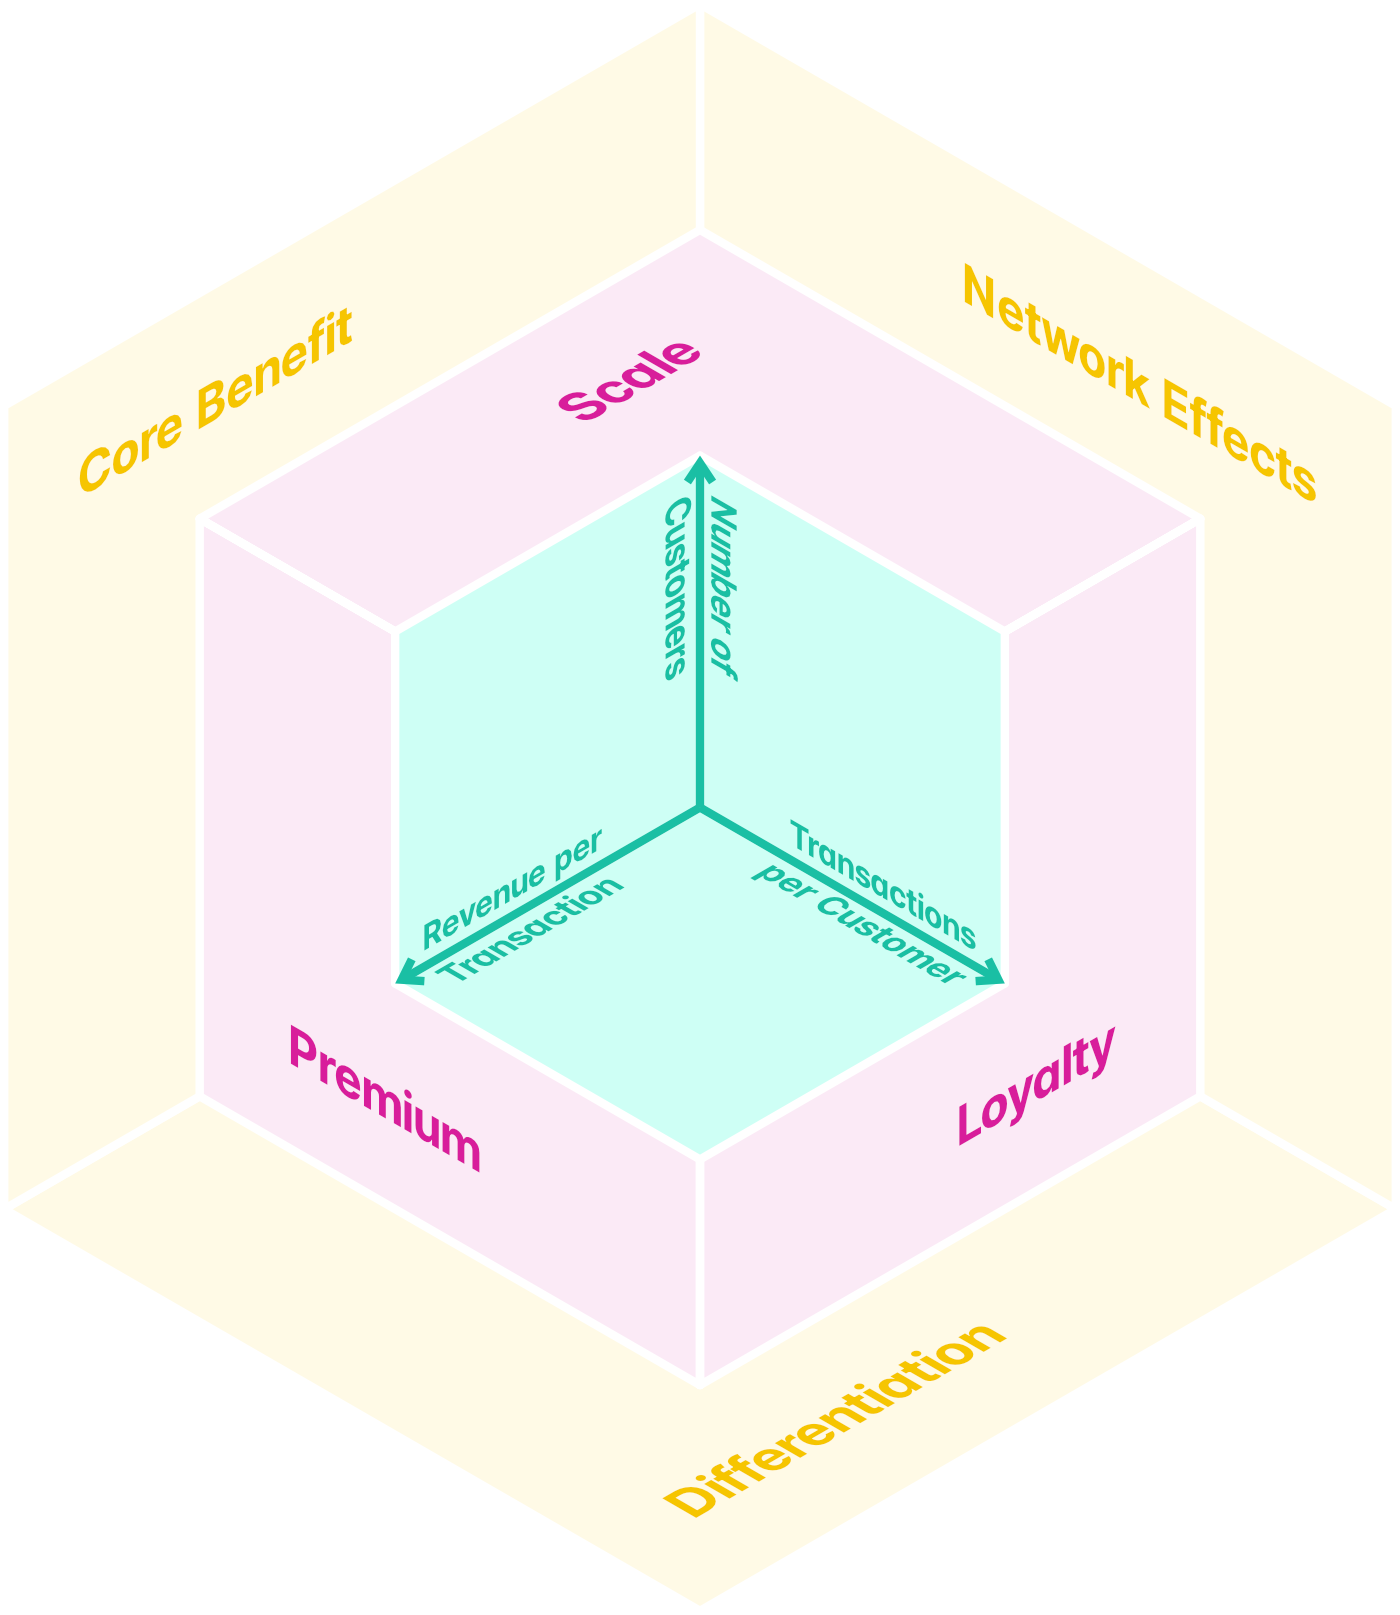 Core Benefit
Network Effects
Scale
Number of
Customers
Revenue per
Transaction
Transactions
per Customer
Premium
Loyalty
Differentiation